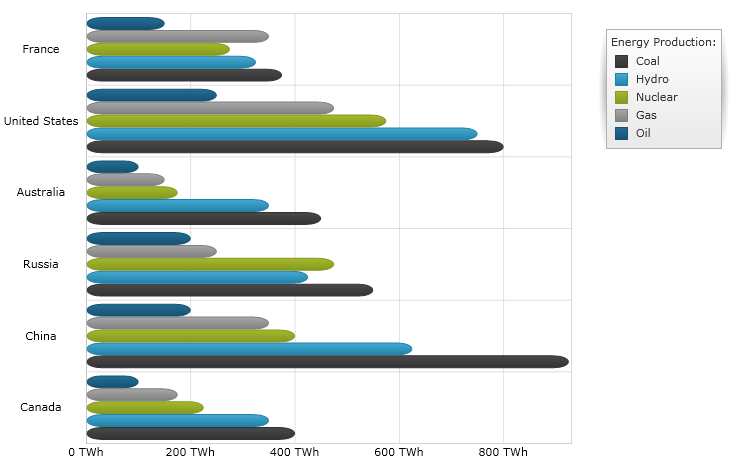 France
United States
Australia
Russia
China
Canada
0 TWh 200 TWh 400 TWh 600 TWh 800 TWh
Energy Production:
Coal
Hydro
Nuclear
Gas
Oil